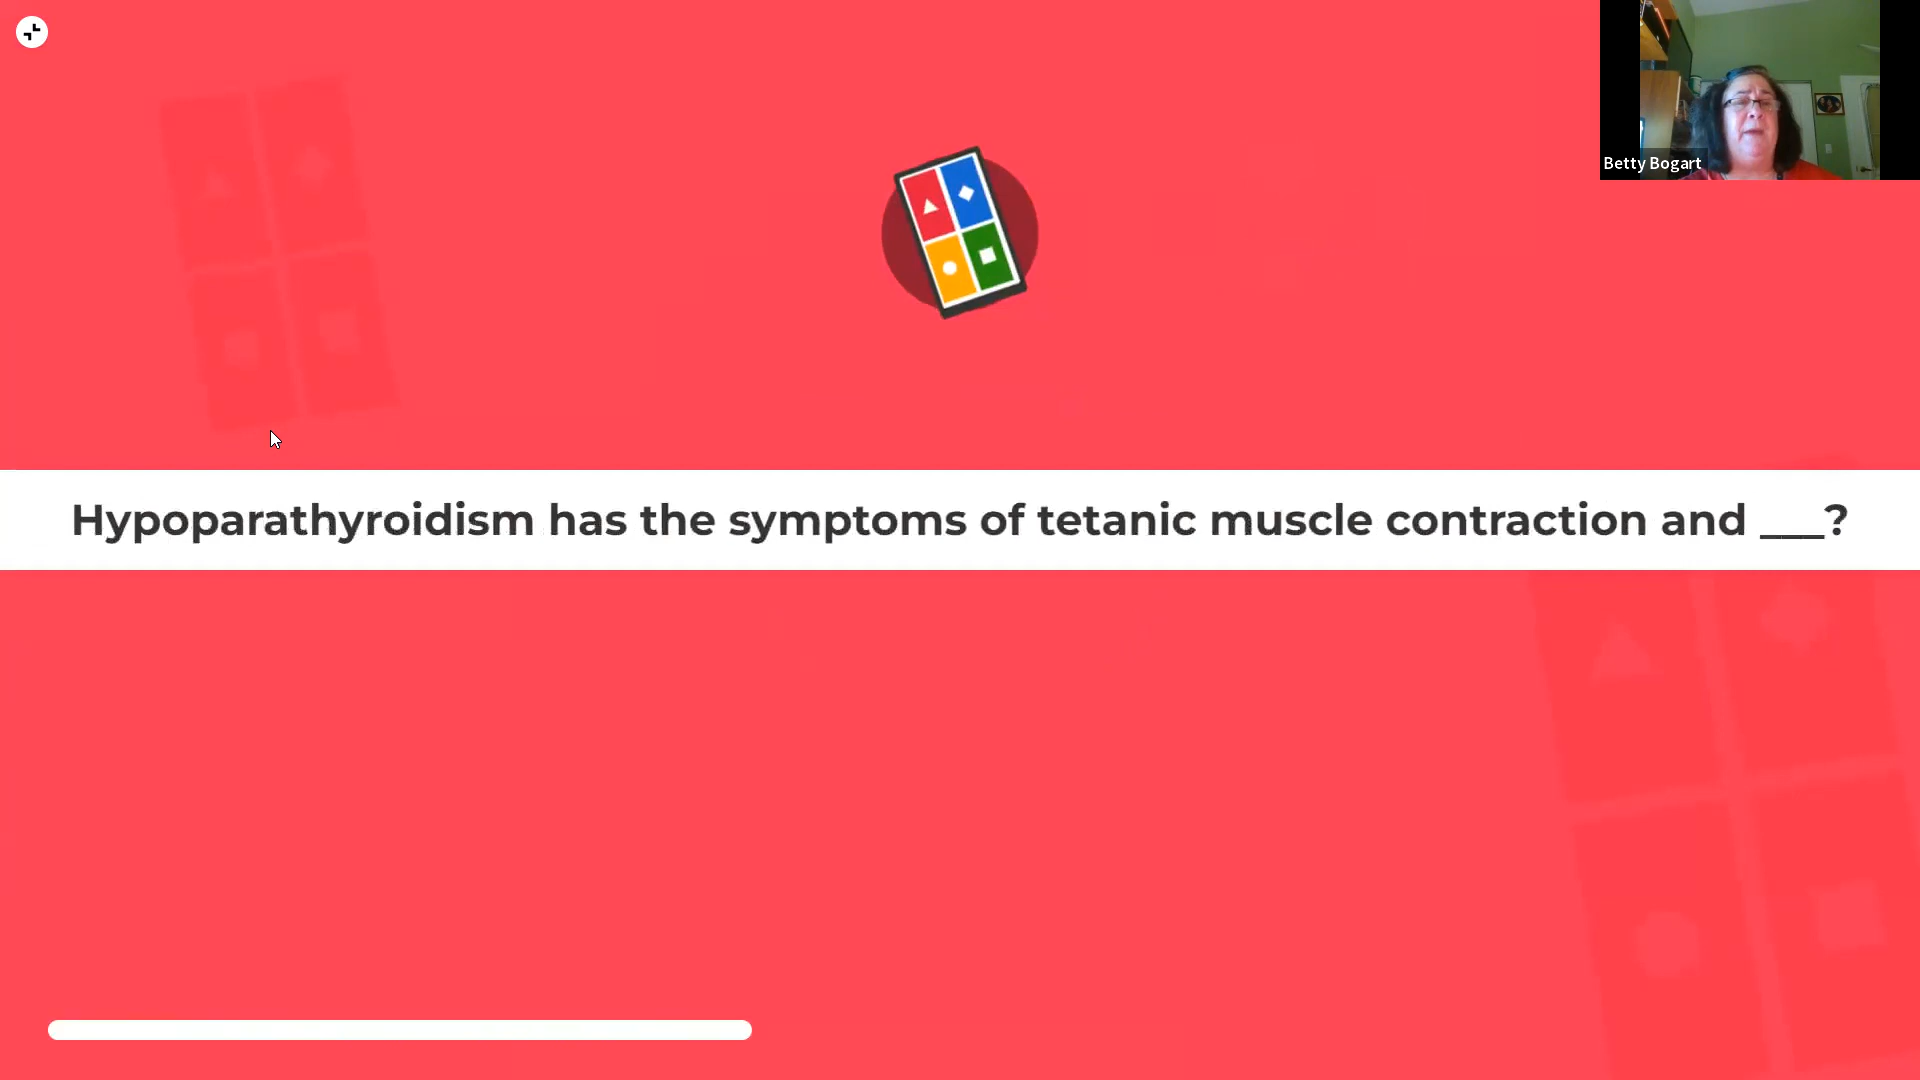 Betty Bogart
Hypoparathyroidism has the symptoms of tetanic muscle contraction and ___?